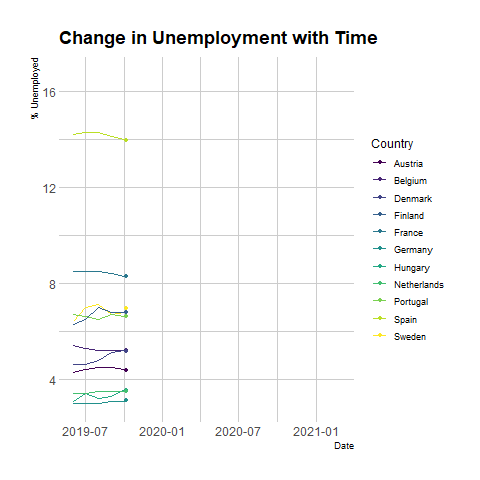 Change in Unemployment with Time
% Unemployed
16
12
8
4
2019-07 2020-01 2020-07 2021-01
Date
Country
Austria
Belgium
Denmark
Finland
France
Germany
Hungary
Netherlands
Portugal
Spain
Sweden